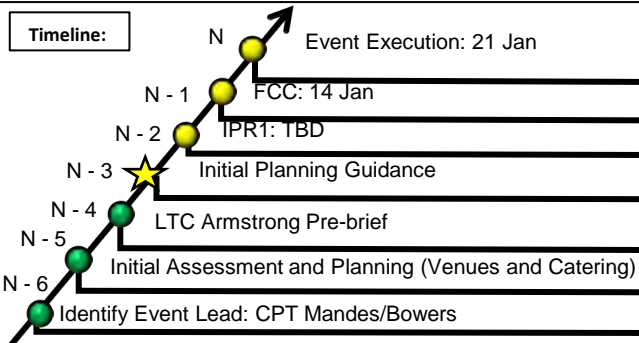 Timeline:
N Event Execution: 21 Jan
N - 1 FCC: 14 Jan
N - 2 IPR1: TBD
N - 3 Initial Planning Guidance
N - 4 LTC Armstrong Pre-brief
N - 5 Initial Assessment and Planning (Venues and Catering)
N - 6 Identify Event Lead: CPT Mandes/Bowers